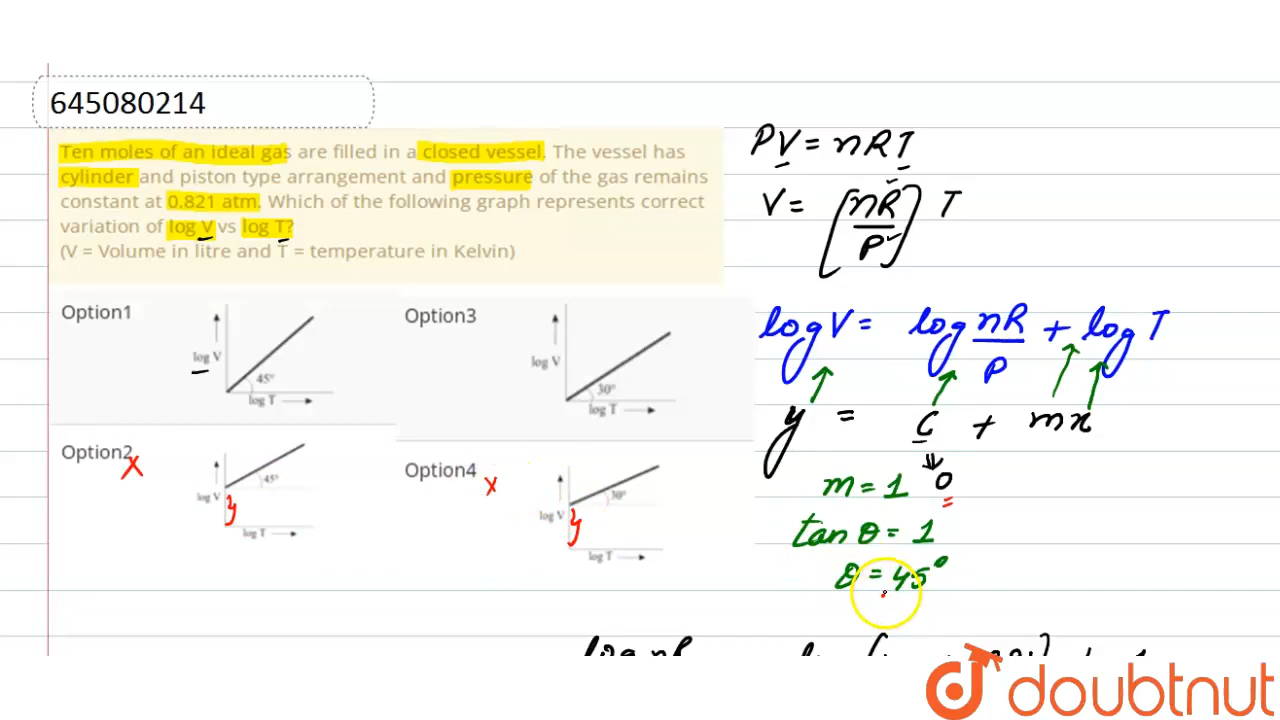 645080214
Ten moles of an ideal gas are filled in a closed vessel. The vessel has
cylinder and piston type arrangement and pressure of the gas remains
constant at 0.821 atm. Which of the following graph represents correct
variation of log V vs log T?
(V = Volume in litre and T = temperature in Kelvin)
Option1
log V
45°
log T
Option3
log V
30°
log T
Option2
X
log V
45°
log T
Option4
X
log V
30°
log T
PV = nRT
V = [nR/P] T
log V = log nR/P + log T
y = c + mx
m = 1 0
tan θ = 1
θ = 45°
log nR
doubtnut